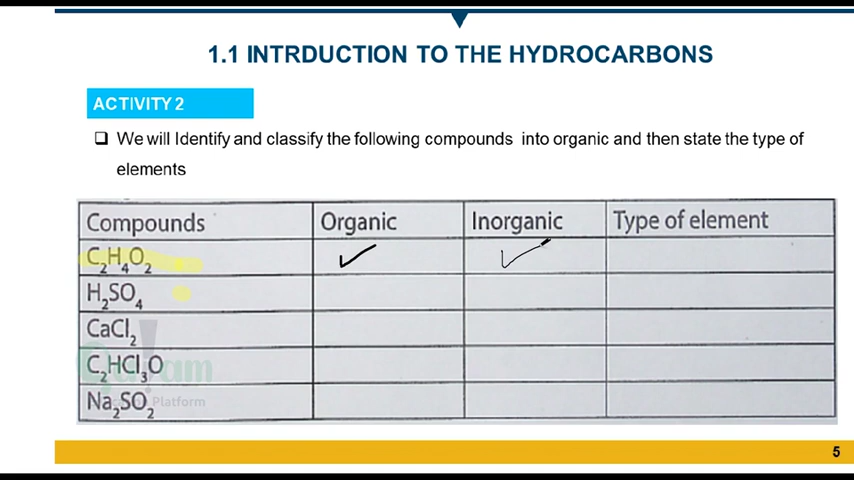 1.1 INTRDUCTION TO THE HYDROCARBONS
ACTIVITY 2
❑ We will Identify and classify the following compounds into organic and then state the type of
elements
Compounds Organic Inorganic Type of element
C₂H₄O₂ ✓ ✓
H₂SO₄
CaCl₂
C₂HCl₃O
Na₂SO₂
Platform
5